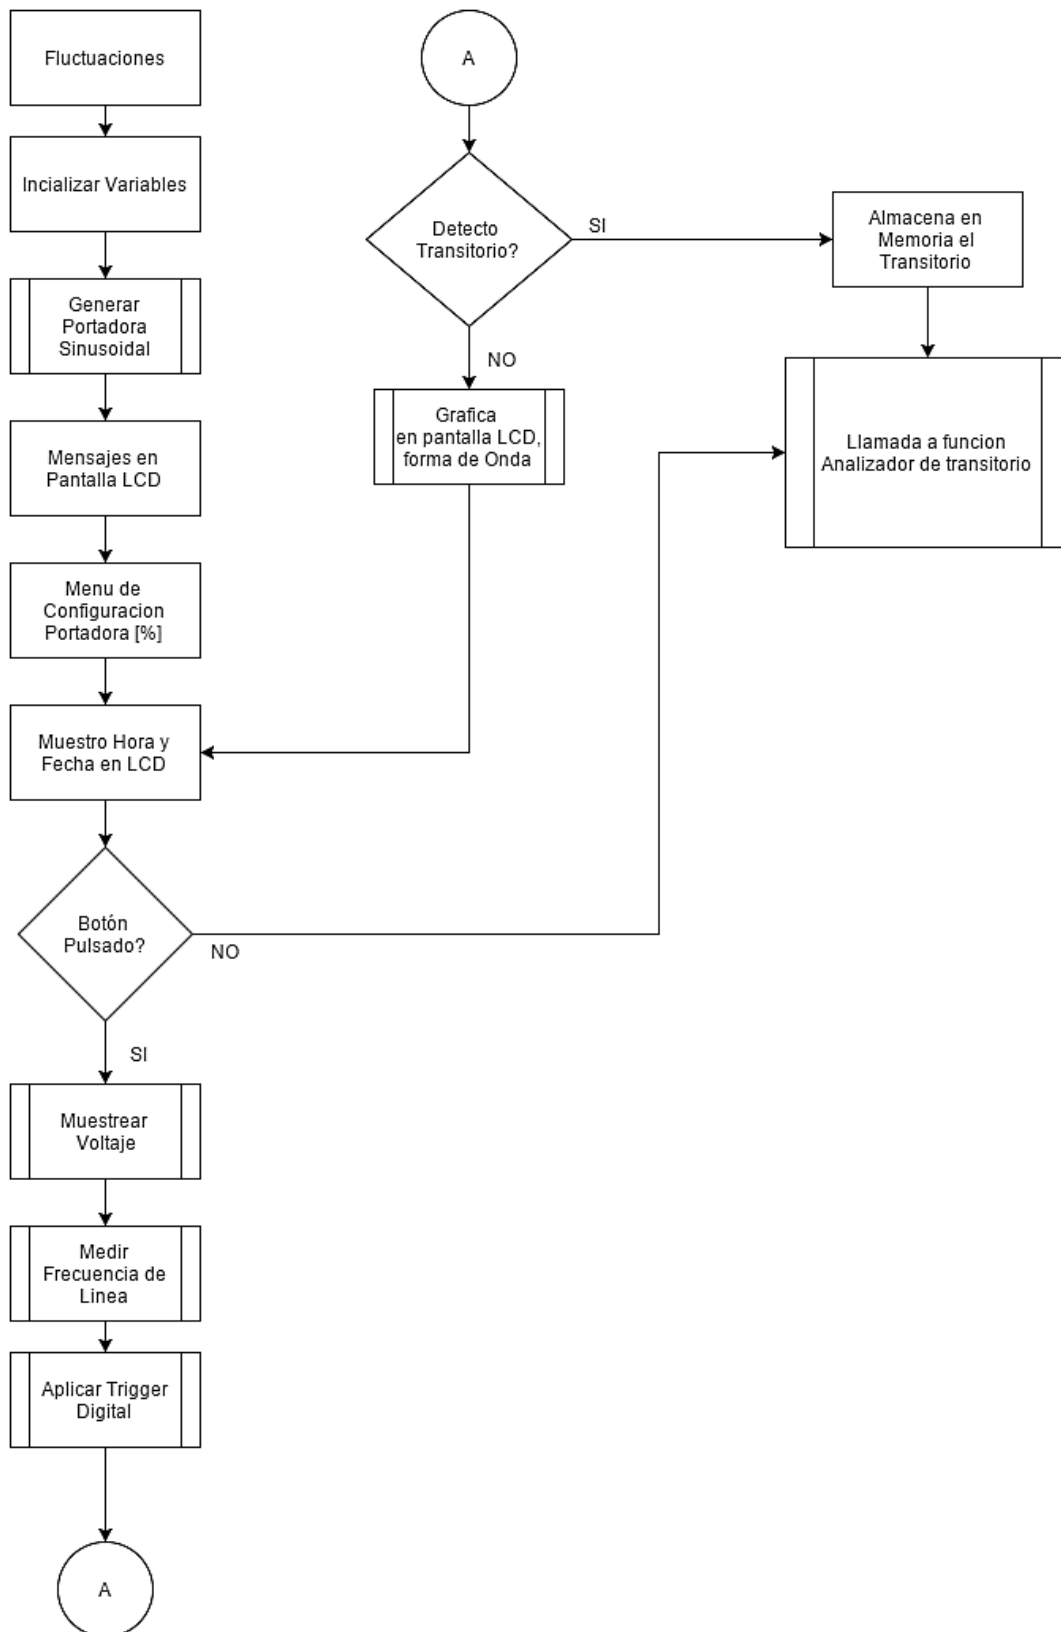 Fluctuaciones
Incializar Variables
Generar
Portadora
Sinusoidal
Mensajes en
Pantalla LCD
Menu de
Configuracion
Portadora [%]
Muestro Hora y
Fecha en LCD
Botón
Pulsado?
NO
SI
Muestrear
Voltaje
Medir
Frecuencia de
Linea
Aplicar Trigger
Digital
A
A
Detecto
Transitorio?
SI
NO
Grafica
en pantalla LCD,
forma de Onda
Almacena en
Memoria el
Transitorio
Llamada a funcion
Analizador de transitorio